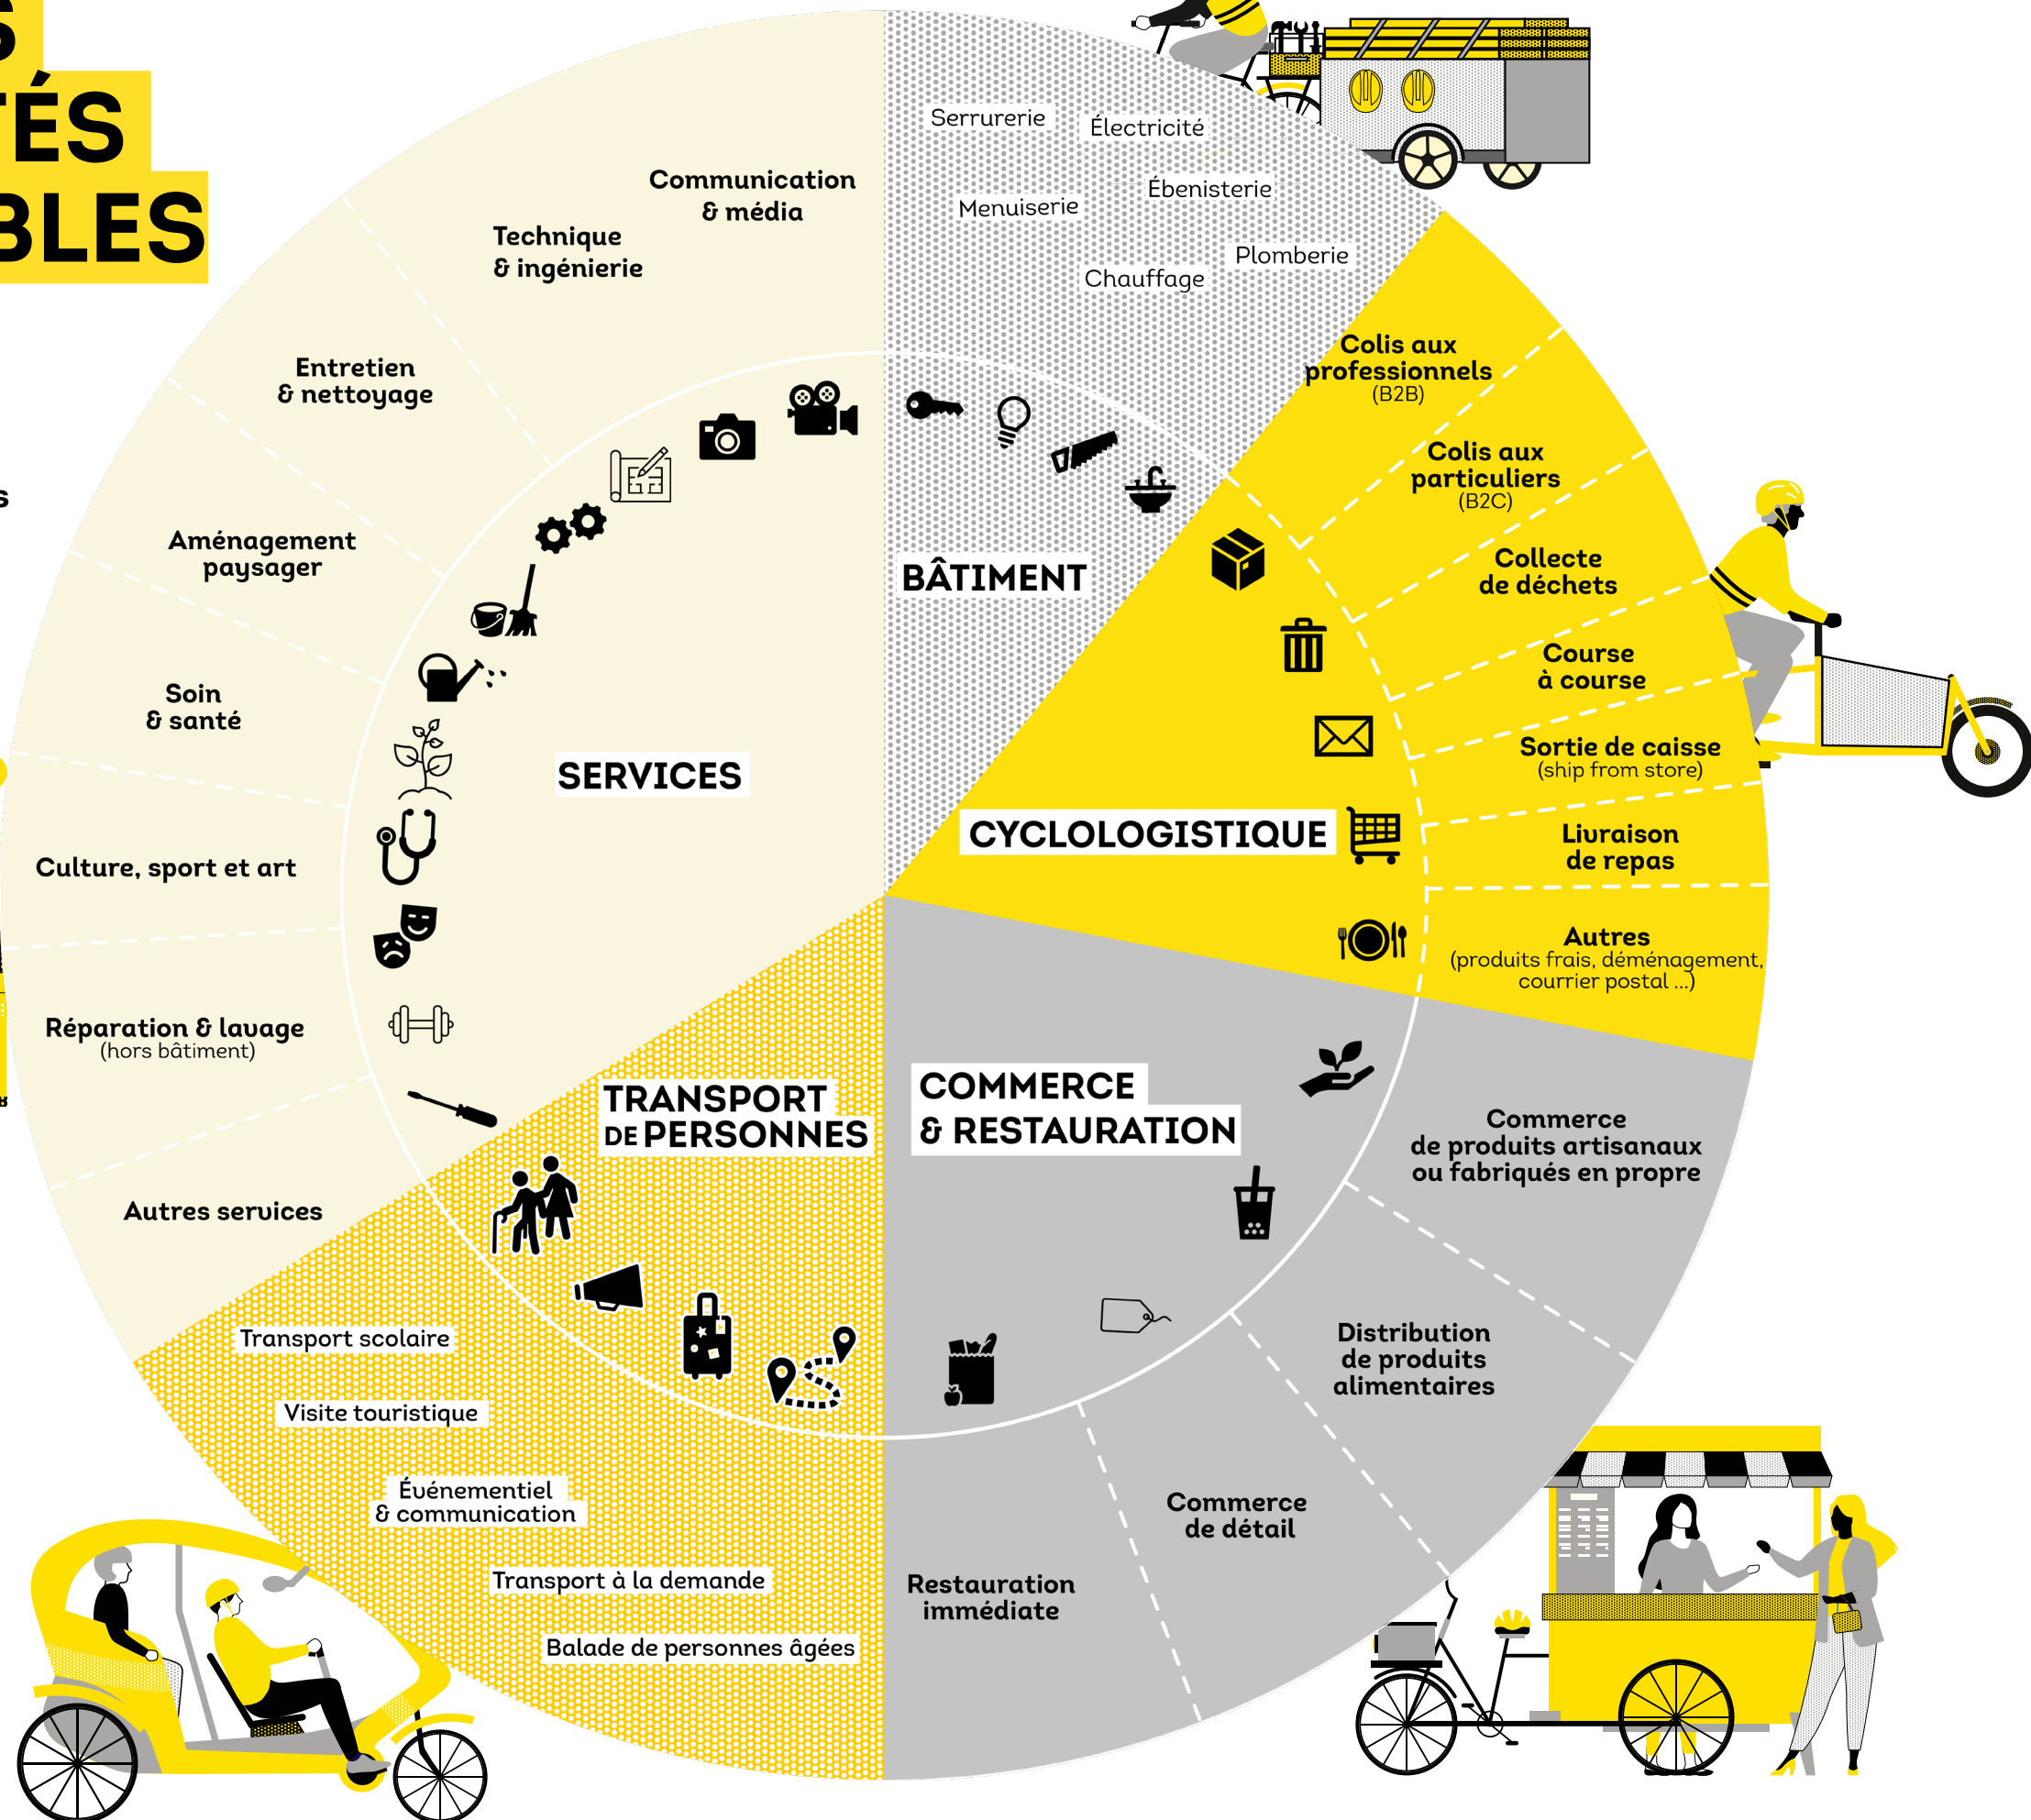 S
TÉS
BLES
s
Serrurerie
Électricité
Ébenisterie
Menuiserie
Plomberie
Chauffage
BÂTIMENT
Colis aux
professionnels
(B2B)
Colis aux
particuliers
(B2C)
Collecte
de déchets
Course
à course
Sortie de caisse
(ship from store)
Livraison
de repas
Autres
(produits frais, déménagement,
courrier postal ...)
CYCLOLOGISTIQUE
COMMERCE
& RESTAURATION
Commerce
de produits artisanaux
ou fabriqués en propre
Distribution
de produits
alimentaires
Commerce
de détail
Restauration
immédiate
TRANSPORT
DE PERSONNES
Transport scolaire
Visite touristique
Événementiel
& communication
Transport à la demande
Balade de personnes âgées
SERVICES
Communication
& média
Technique
& ingénierie
Entretien
& nettoyage
Aménagement
paysager
Soin
& santé
Culture, sport et art
Réparation & lavage
(hors bâtiment)
Autres services